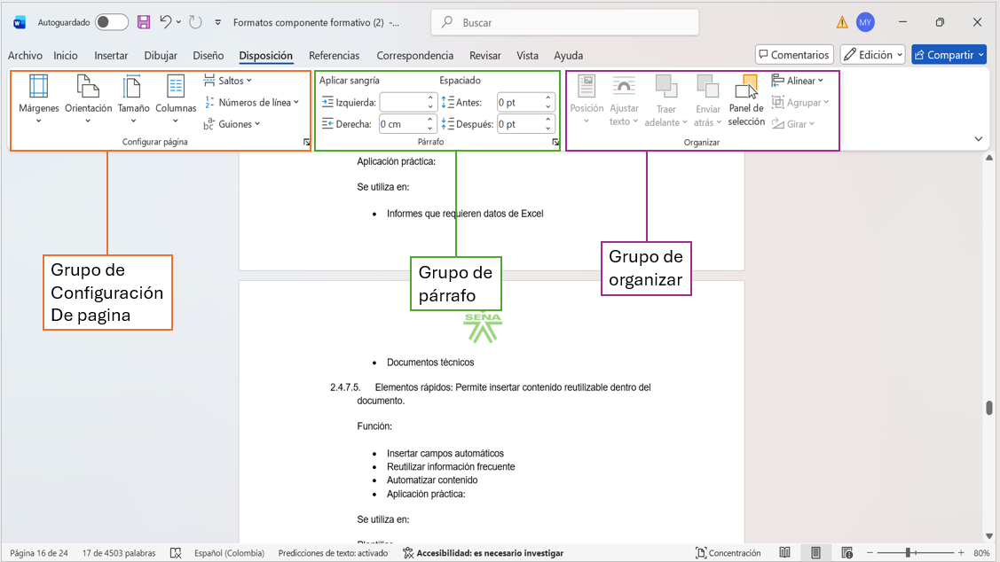 Autoguardado
Formatos componente formativo (2) -...
Buscar
MY
Archivo Inicio Insertar Dibujar Diseño Disposición Referencias Correspondencia Revisar Vista Ayuda
Comentarios Edición Compartir
Márgenes
Orientación
Tamaño
Columnas
Saltos
Números de línea
Guiones
Configurar página
Aplicar sangría
Izquierda:
Derecha: 0 cm
Espaciado
Antes: 0 pt
Después: 0 pt
Párrafo
Posición
Ajustar
texto
Traer
adelante
Enviar
atrás
Panel de
selección
Alinear
Agrupar
Girar
Organizar
Aplicación práctica:
Se utiliza en:
• Informes que requieren datos de Excel
Grupo de
Configuración
De pagina
Grupo de
párrafo
Grupo de
organizar
SENA
• Documentos técnicos
2.4.7.5. Elementos rápidos: Permite insertar contenido reutilizable dentro del
documento.
Función:
• Insertar campos automáticos
• Reutilizar información frecuente
• Automatizar contenido
• Aplicación práctica:
Se utiliza en:
Página 16 de 24 17 de 4503 palabras Español (Colombia) Predicciones de texto: activado Accesibilidad: es necesario investigar Concentración 80%